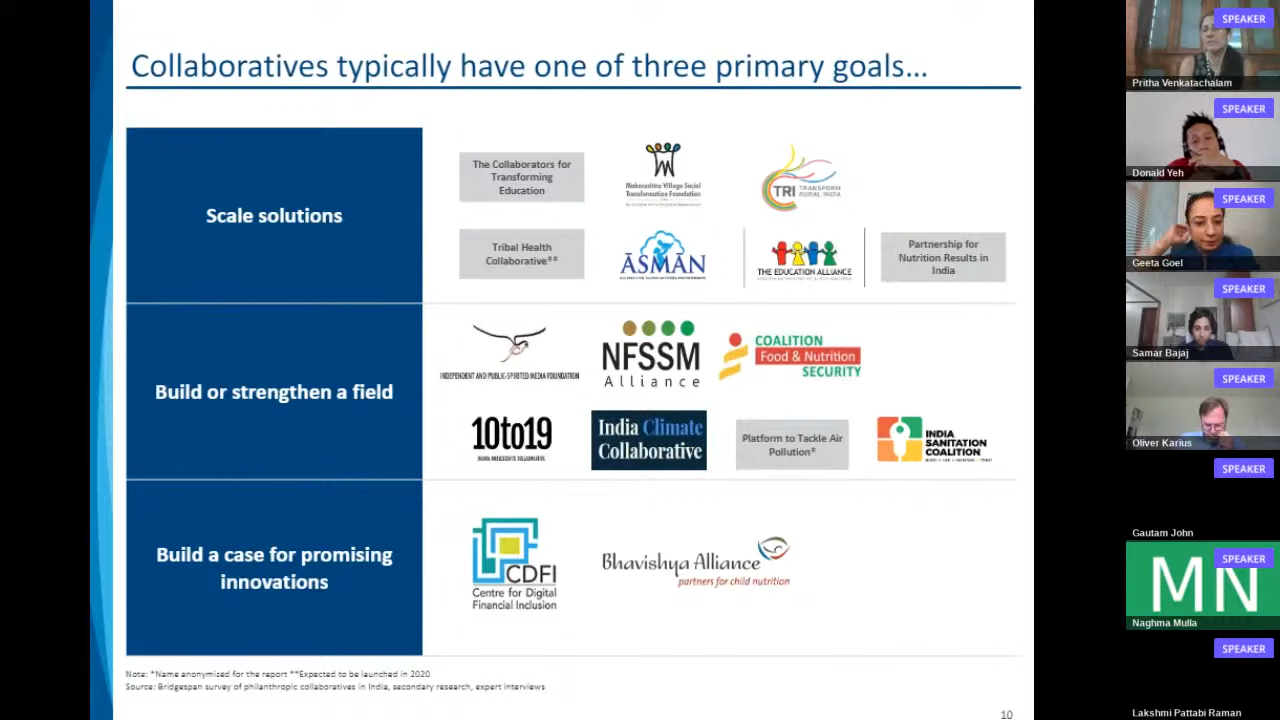 Collaboratives typically have one of three primary goals…
Scale solutions
The Collaborators for
Transforming
Education
Maharashtra Village Social
Transformation Foundation
TRI TRANSFORM
RURAL INDIA
Tribal Health
Collaborative**
ĀSMĀN
THE EDUCATION ALLIANCE
Partnership for
Nutrition Results in
India
Build or strengthen a field
INDEPENDENT AND PUBLIC-SPIRITED MEDIA FOUNDATION
NFSSM
Alliance
COALITION
Food & Nutrition
SECURITY
10to19
India Climate
Collaborative
Platform to Tackle Air
Pollution*
INDIA
SANITATION
COALITION
Build a case for promising
innovations
CDFI
Centre for Digital
Financial Inclusion
Bhavishya Alliance
partners for child nutrition
Note: *Name anonymized for the report **Expected to be launched in 2020
Source: Bridgespan survey of philanthropic collaboratives in India, secondary research, expert interviews
10
SPEAKER
Pritha Venkatachalam
SPEAKER
Donald Yeh
SPEAKER
Geeta Goel
SPEAKER
Samar Bajaj
SPEAKER
Oliver Karius
SPEAKER
Gautam John
SPEAKER
MN
Naghma Mulla
SPEAKER
Lakshmi Pattabi Raman